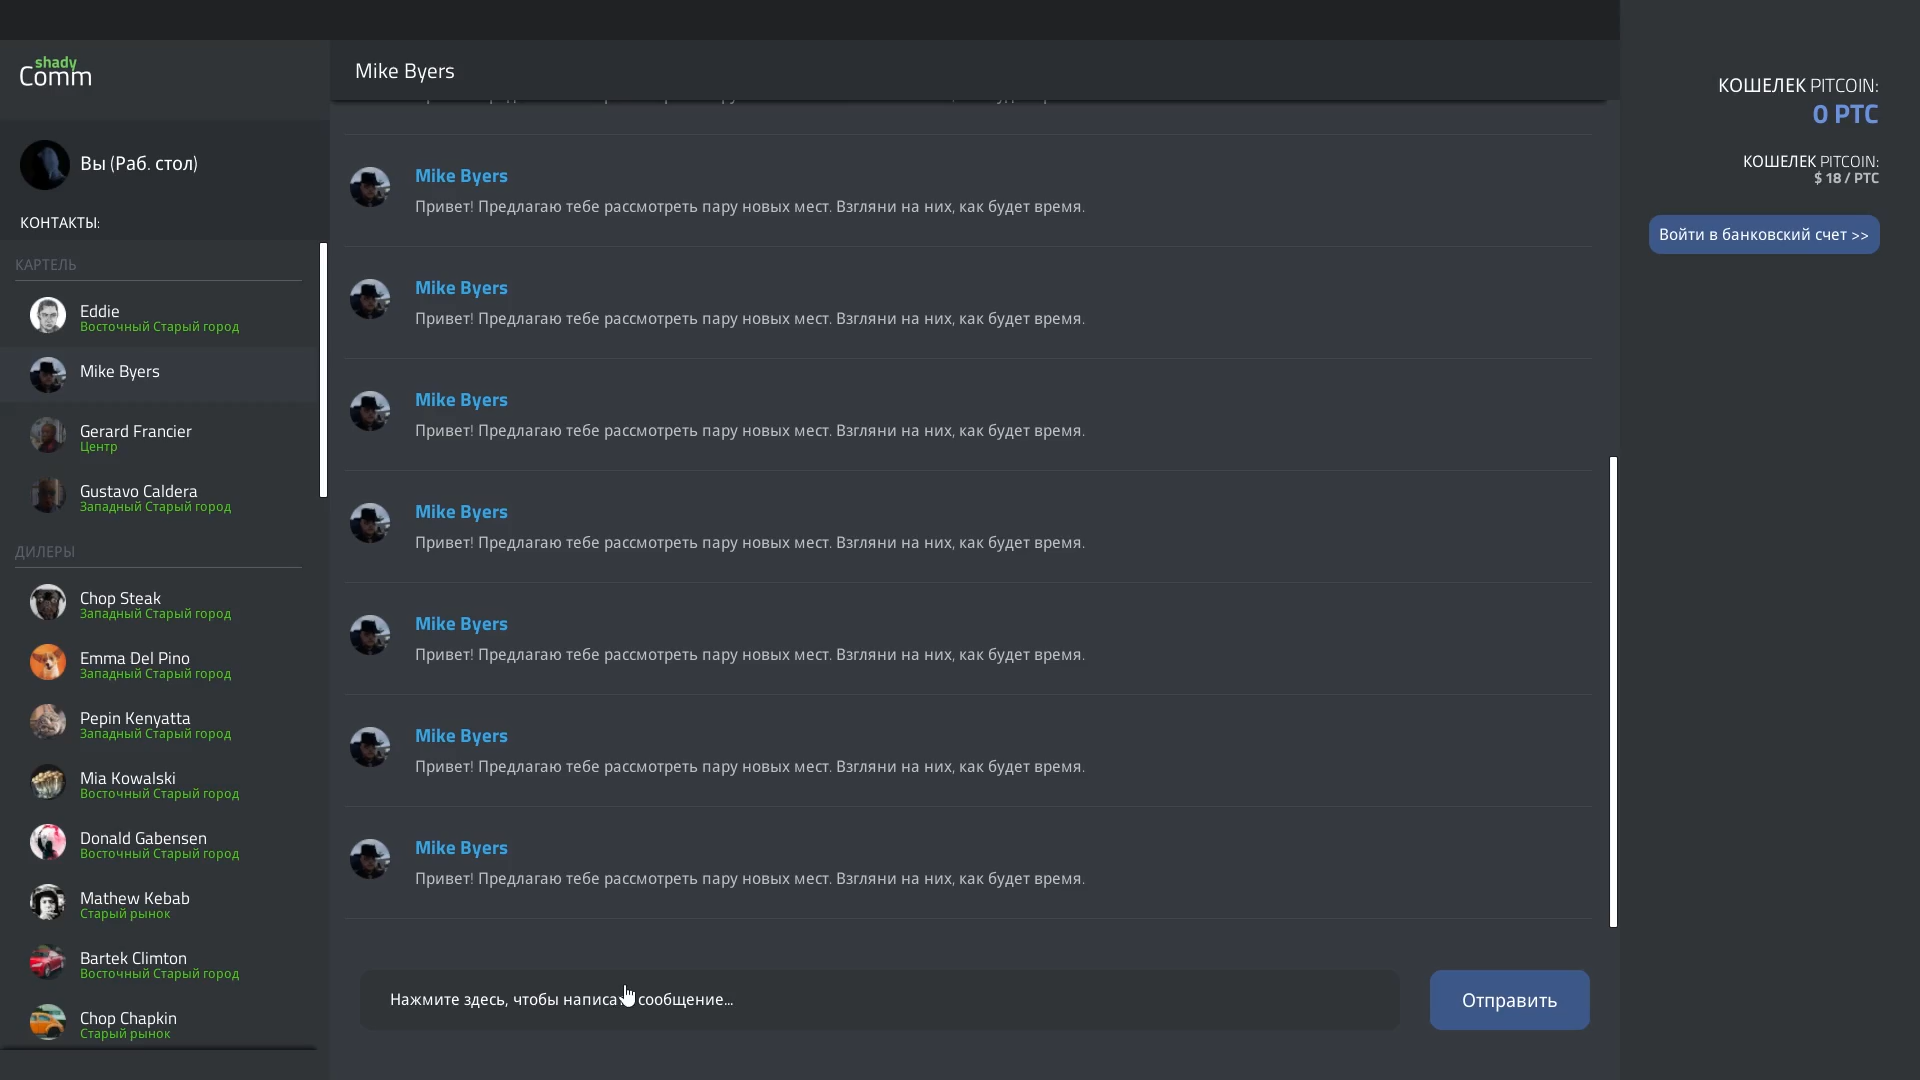 shady
Comm
Вы (Раб. стол)
КОНТАКТЫ:
КАРТЕЛЬ
Eddie
Восточный Старый город
Mike Byers
Gerard Francier
Центр
Gustavo Caldera
Западный Старый город
ДИЛЕРЫ
Chop Steak
Западный Старый город
Emma Del Pino
Западный Старый город
Pepin Kenyatta
Западный Старый город
Mia Kowalski
Восточный Старый город
Donald Gabensen
Восточный Старый город
Mathew Kebab
Старый рынок
Bartek Climton
Восточный Старый город
Chop Chapkin
Старый рынок
Mike Byers
Mike Byers
Привет! Предлагаю тебе рассмотреть пару новых мест. Взгляни на них, как будет время.
Mike Byers
Привет! Предлагаю тебе рассмотреть пару новых мест. Взгляни на них, как будет время.
Mike Byers
Привет! Предлагаю тебе рассмотреть пару новых мест. Взгляни на них, как будет время.
Mike Byers
Привет! Предлагаю тебе рассмотреть пару новых мест. Взгляни на них, как будет время.
Mike Byers
Привет! Предлагаю тебе рассмотреть пару новых мест. Взгляни на них, как будет время.
Mike Byers
Привет! Предлагаю тебе рассмотреть пару новых мест. Взгляни на них, как будет время.
Mike Byers
Привет! Предлагаю тебе рассмотреть пару новых мест. Взгляни на них, как будет время.
Нажмите здесь, чтобы написать сообщение...
Отправить
КОШЕЛЕК PITCOIN:
0 PTC
КОШЕЛЕК PITCOIN:
$ 18 / PTC
Войти в банковский счет >>